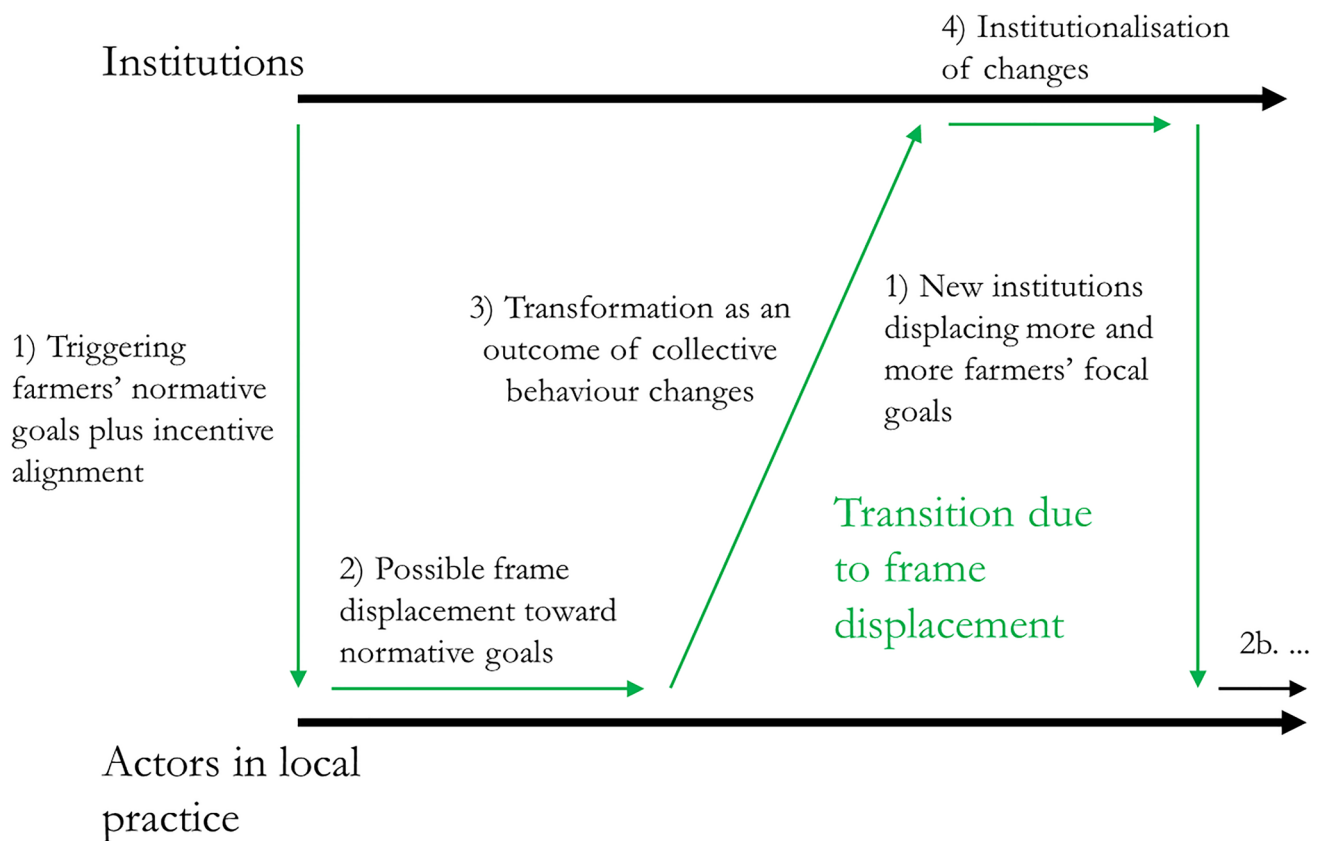 Institutions
4) Institutionalisation
of changes
1) Triggering
farmers’ normative
goals plus incentive
alignment
2) Possible frame
displacement toward
normative goals
3) Transformation as an
outcome of collective
behaviour changes
1) New institutions
displacing more and
more farmers’ focal
goals
Transition due
to frame
displacement
2b. ...
Actors in local
practice